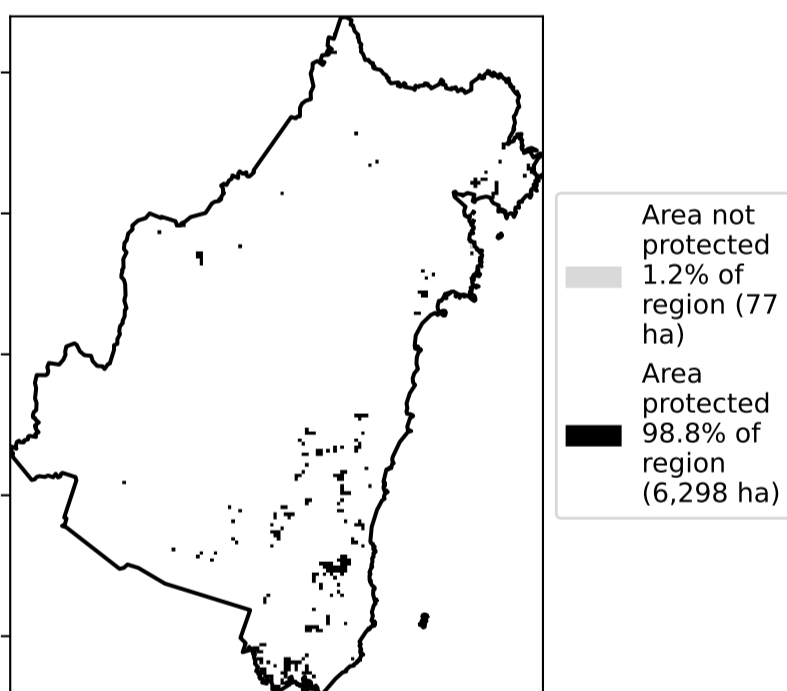 Area not
protected
1.2% of
region (77
ha)
Area
protected
98.8% of
region
(6,298 ha)